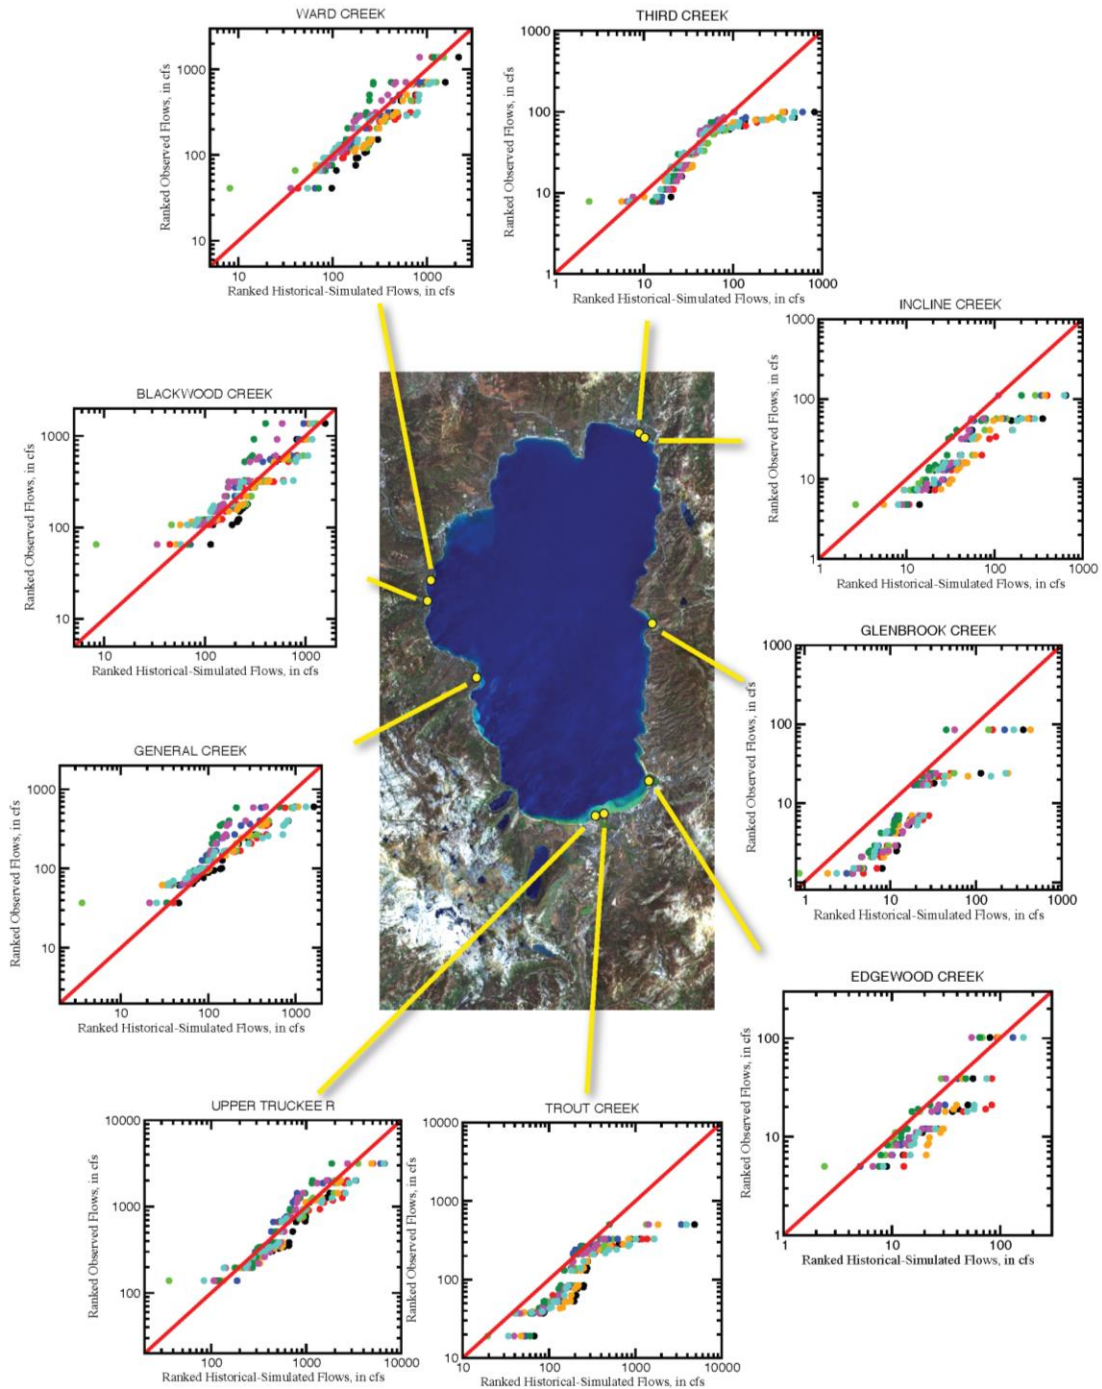 WARD CREEK
Ranked Observed Flows, in cfs
1000
100
10
10
100
1000
Ranked Historical-Simulated Flows, in cfs
THIRD CREEK
Ranked Observed Flows, in cfs
1000
100
10
1
1
10
100
1000
Ranked Historical-Simulated Flows, in cfs
INCLINE CREEK
Ranked Observed Flows, in cfs
1000
100
10
1
1
10
100
1000
Ranked Historical-Simulated Flows, in cfs
BLACKWOOD CREEK
Ranked Observed Flows, in cfs
1000
100
10
10
100
1000
Ranked Historical-Simulated Flows, in cfs
GLENBROOK CREEK
Ranked Observed Flows, in cfs
1000
100
10
1
1
10
100
1000
Ranked Historical-Simulated Flows, in cfs
GENERAL CREEK
Ranked Observed Flows, in cfs
1000
100
10
10
100
1000
Ranked Historical-Simulated Flows, in cfs
EDGEWOOD CREEK
Ranked Observed Flows, in cfs
100
10
1
1
10
100
Ranked Historical-Simulated Flows, in cfs
UPPER TRUCKEE R
Ranked Observed Flows, in cfs
10000
1000
100
100
1000
10000
Ranked Historical-Simulated Flows, in cfs
TROUT CREEK
Ranked Observed Flows, in cfs
10000
1000
100
10
10
100
1000
10000
Ranked Historical-Simulated Flows, in cfs